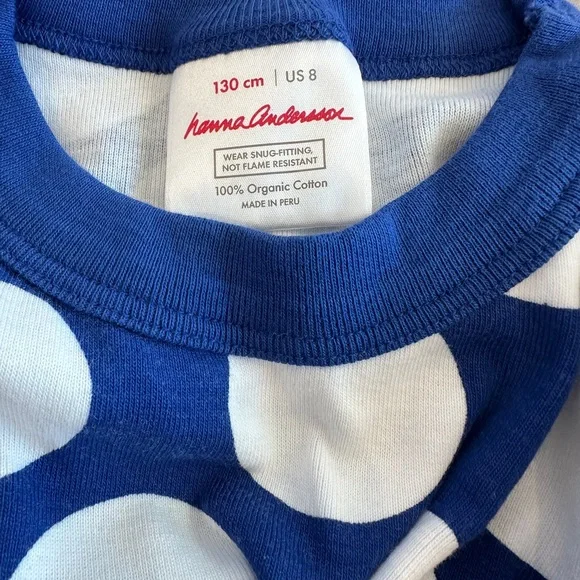 130 cm | US 8
hanna Andersson
WEAR SNUG-FITTING,
NOT FLAME RESISTANT
100% Organic Cotton
MADE IN PERU